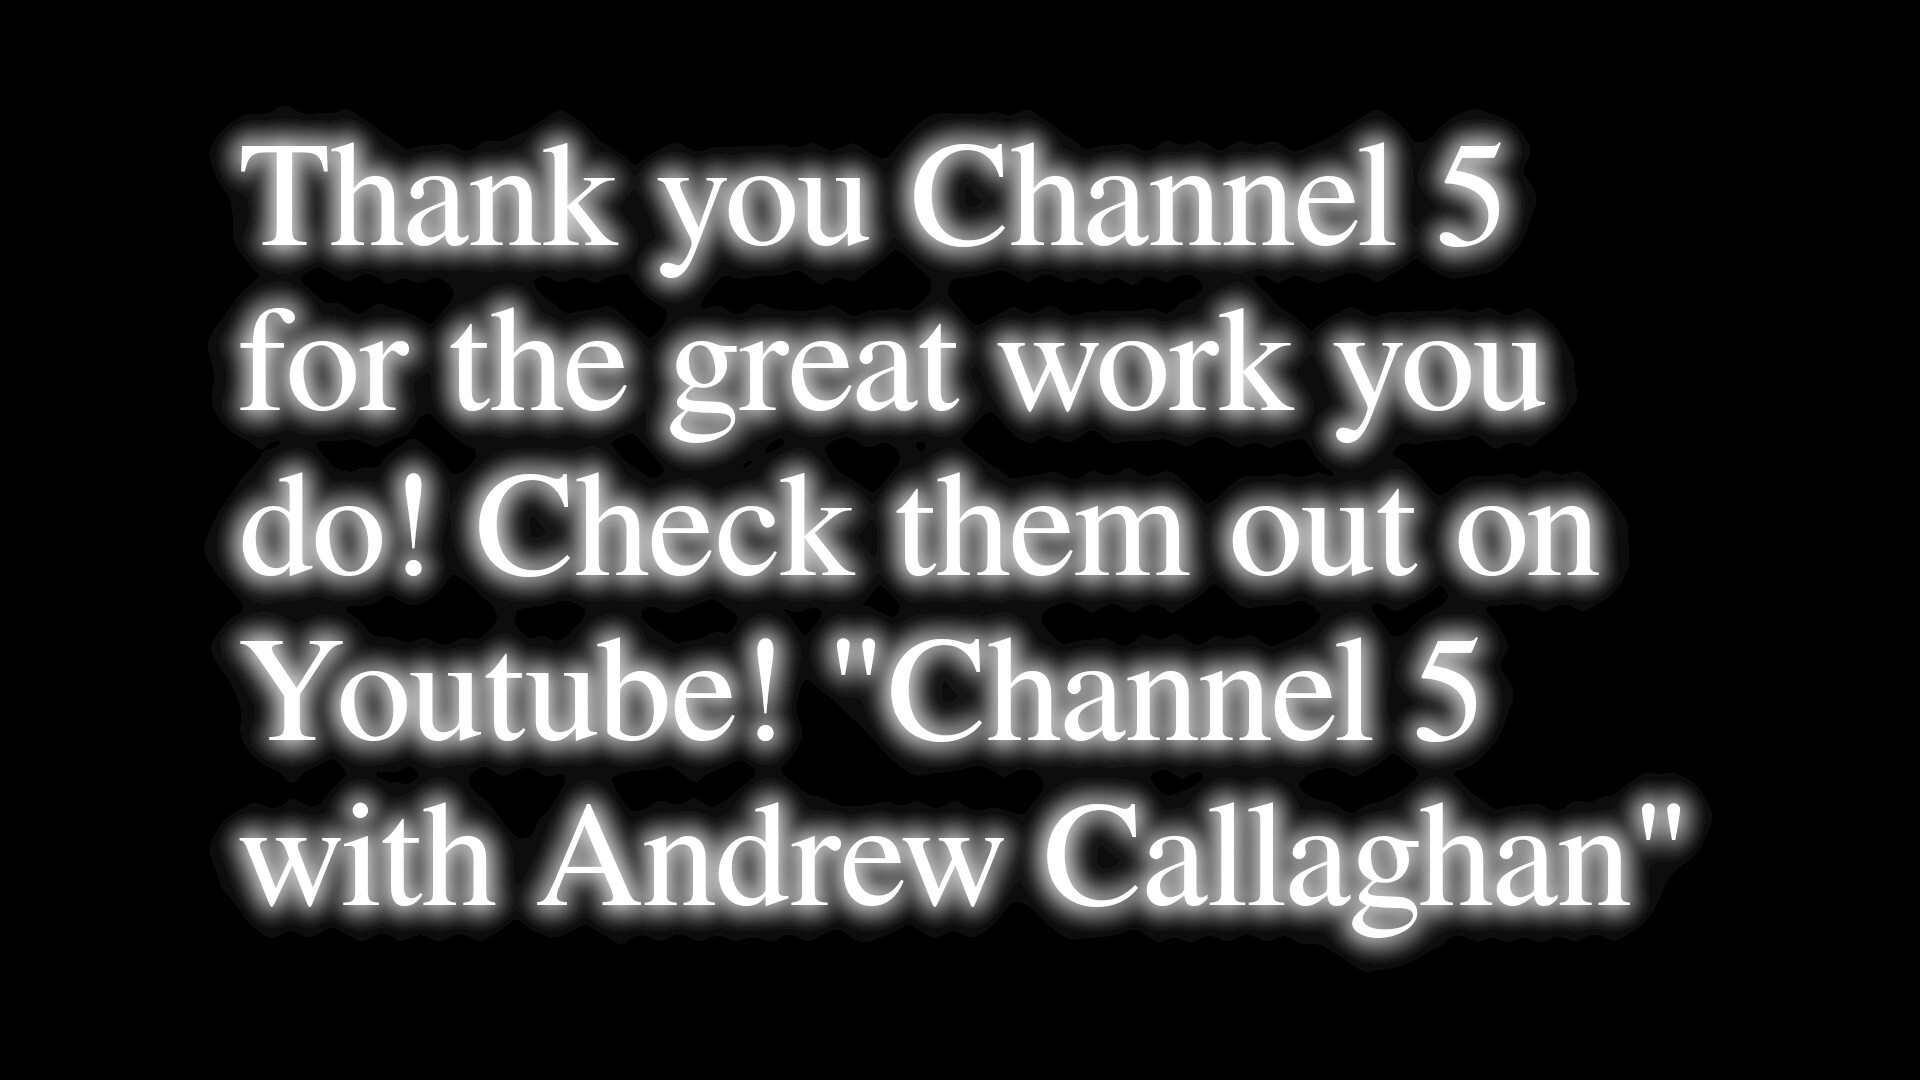 Thank you Channel 5
for the great work you
do! Check them out on
Youtube! "Channel 5
with Andrew Callaghan"